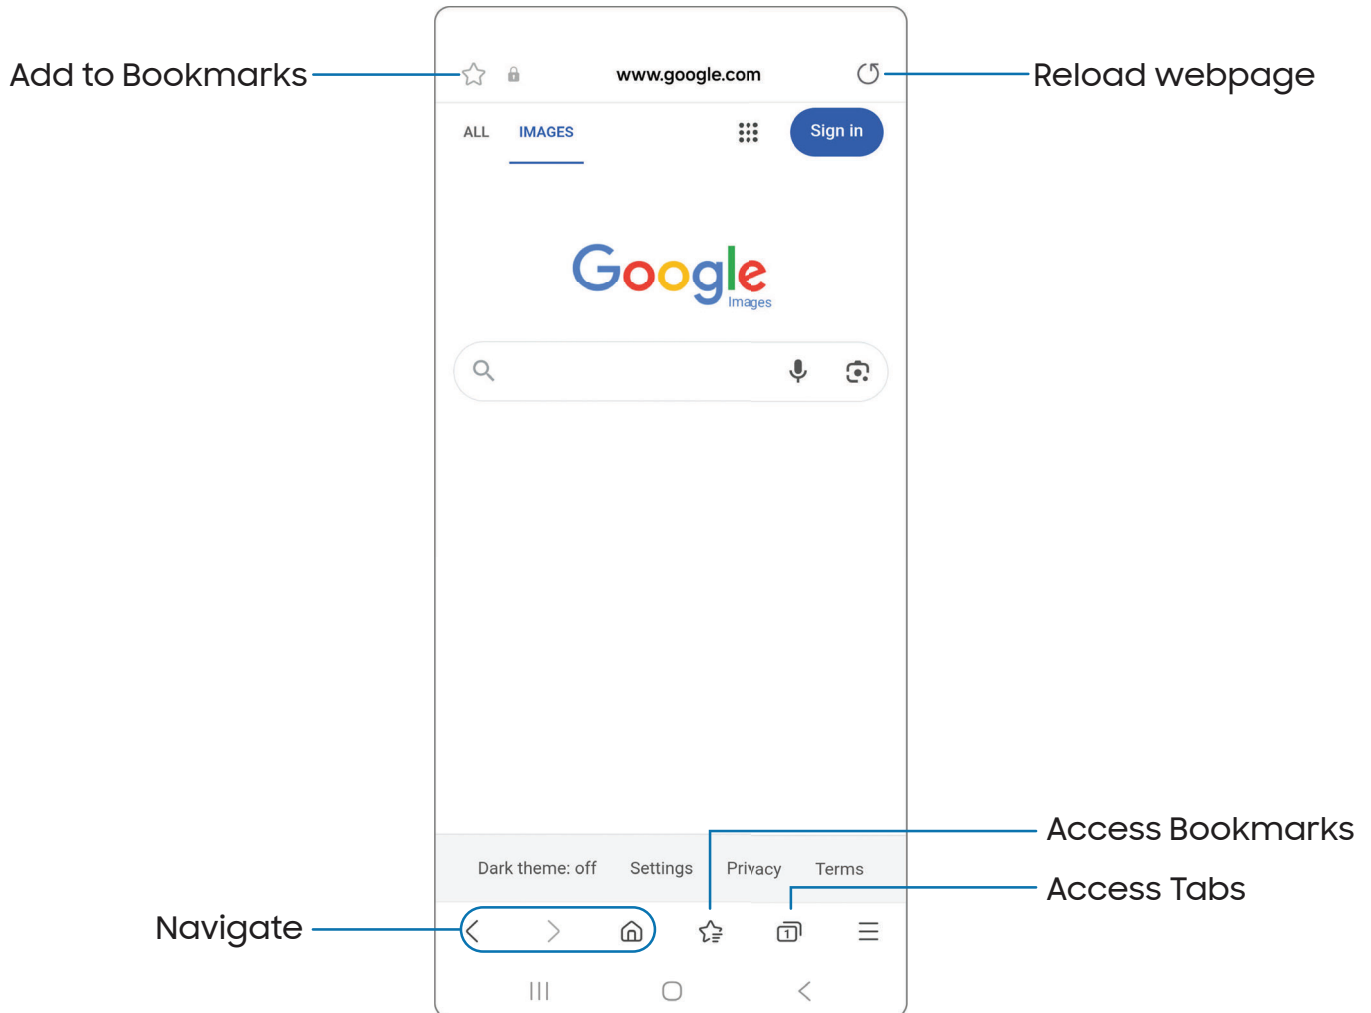 Add to Bookmarks
www.google.com
Reload webpage
ALL IMAGES
Sign in
Google
Images
Access Bookmarks
Dark theme: off Settings Privacy Terms
Access Tabs
Navigate
1